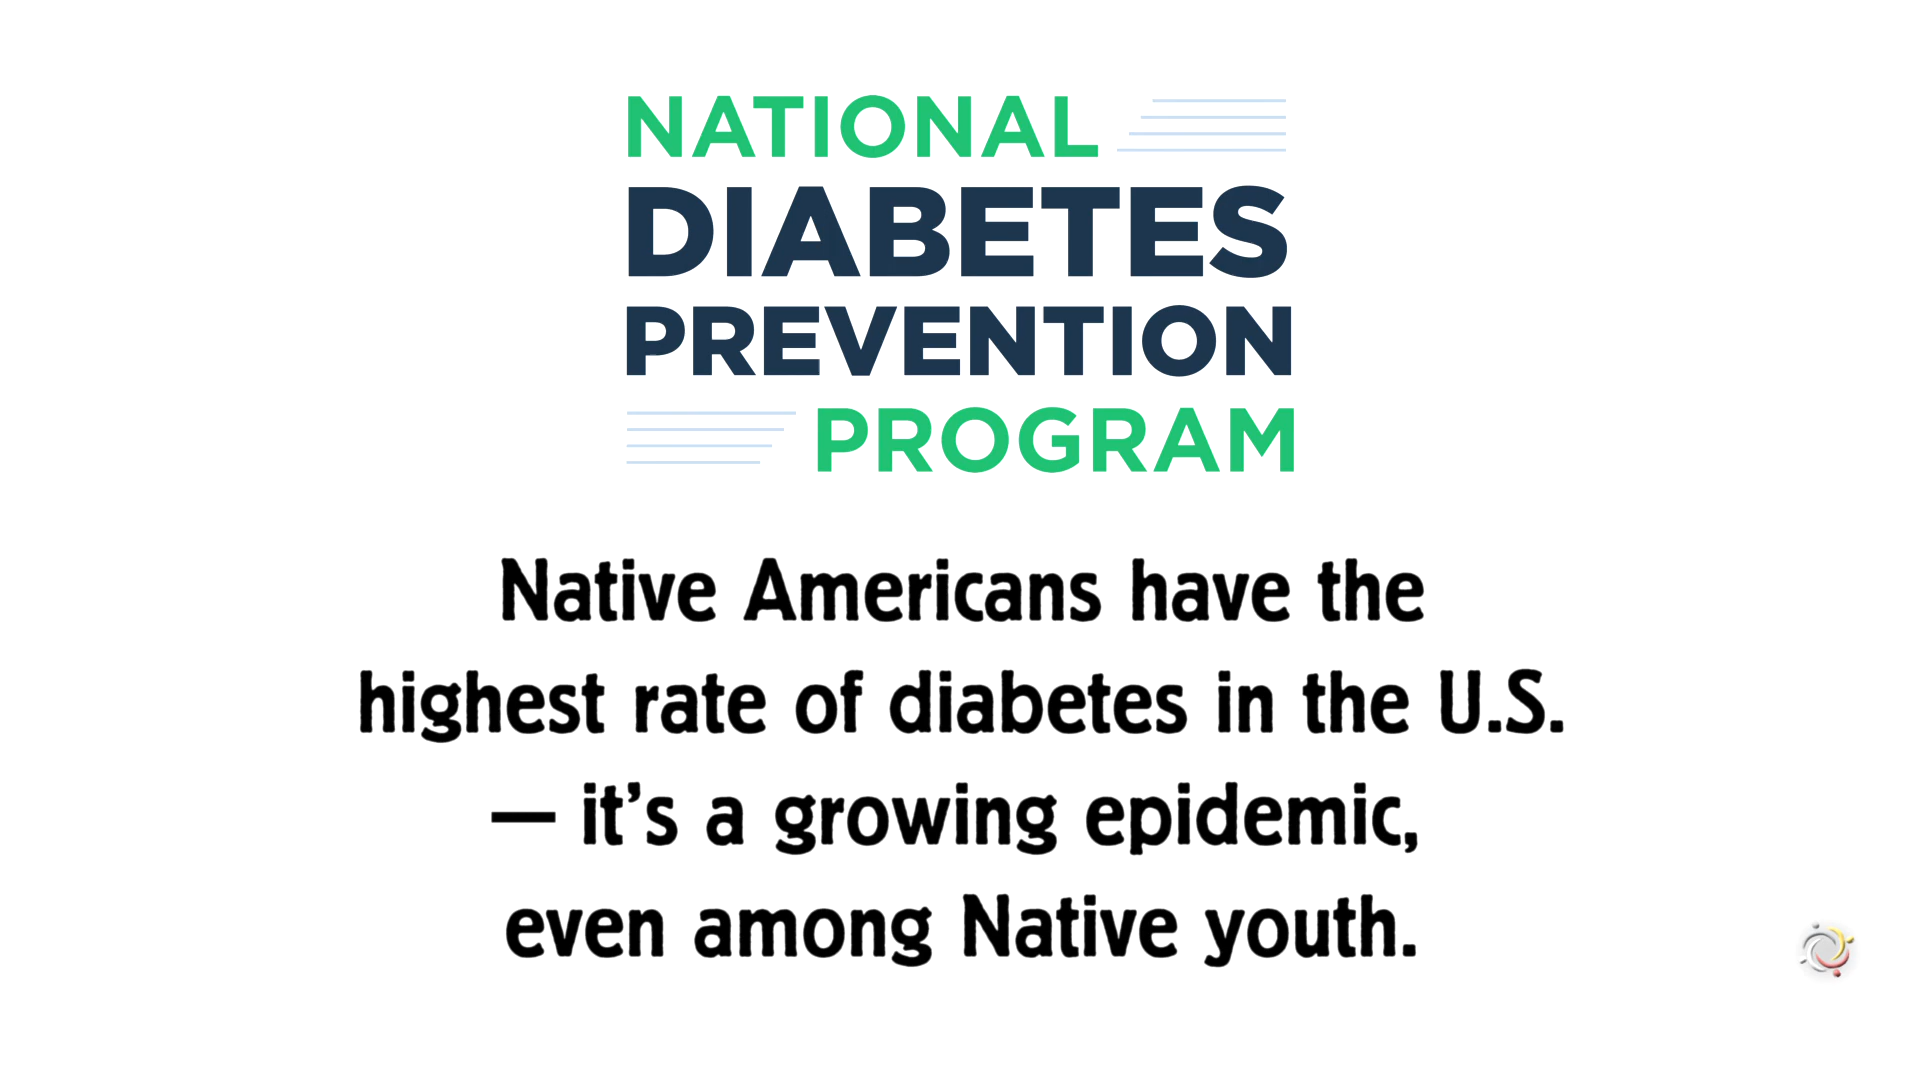 NATIONAL
DIABETES
PREVENTION
PROGRAM
Native Americans have the
highest rate of diabetes in the U.S.
— it’s a growing epidemic,
even among Native youth.